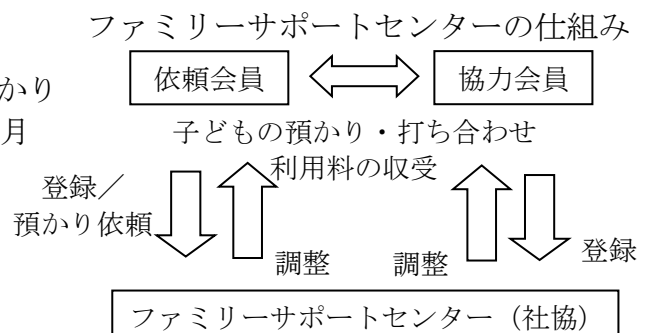 ファミリーサポートセンターの仕組み
依頼会員
協力会員
かり
月
子どもの預かり・打ち合わせ
利用料の収受
登録／
預かり依頼
調整
調整
登録
ファミリーサポートセンター（社協）